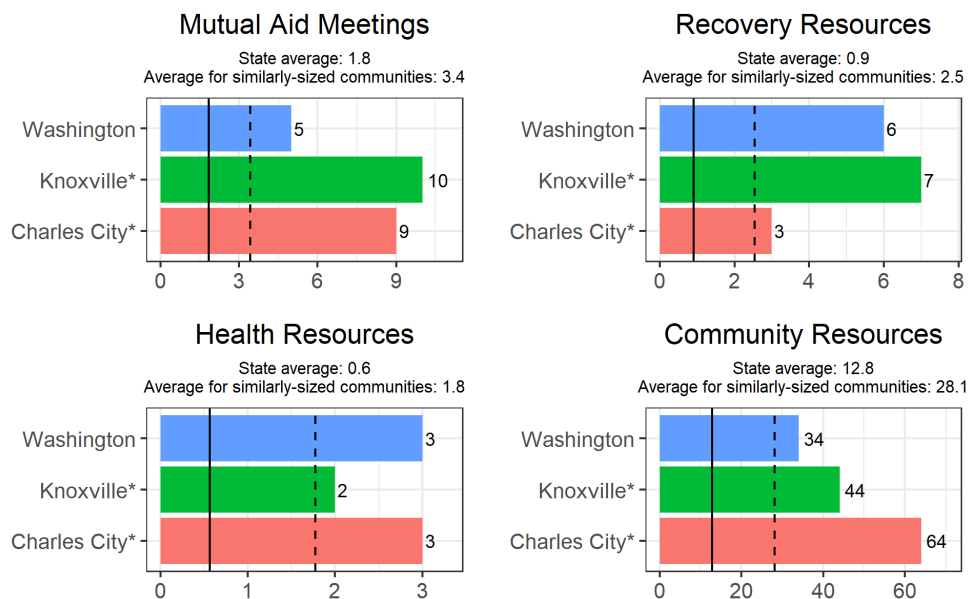 Mutual Aid Meetings
State average: 1.8
Average for similarly-sized communities: 3.4
Washington
5
Knoxville*
10
Charles City*
9
0 3 6 9
Recovery Resources
State average: 0.9
Average for similarly-sized communities: 2.5
Washington
6
Knoxville*
7
Charles City*
3
0 2 4 6 8
Health Resources
State average: 0.6
Average for similarly-sized communities: 1.8
Washington
3
Knoxville*
2
Charles City*
3
0 1 2 3
Community Resources
State average: 12.8
Average for similarly-sized communities: 28.1
Washington
34
Knoxville*
44
Charles City*
64
0 20 40 60